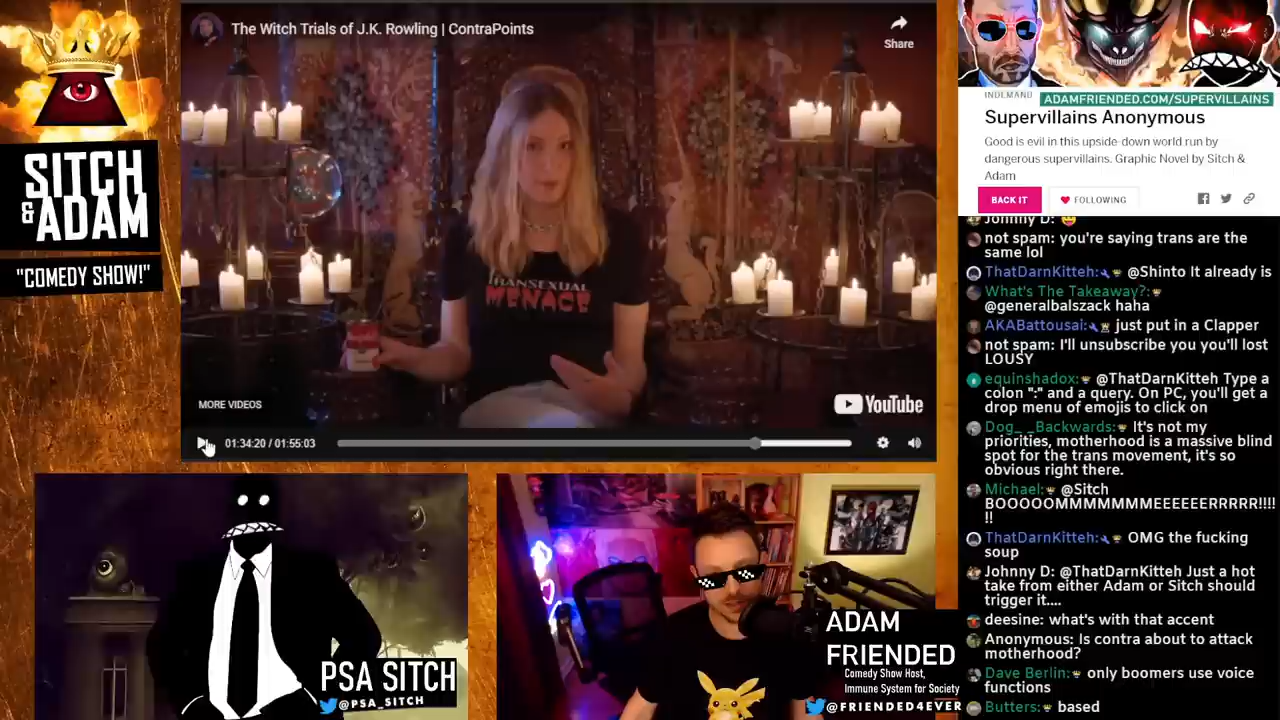 SITCH
& ADAM
"COMEDY SHOW!"
The Witch Trials of J.K. Rowling | ContraPoints
Share
TRANSEXUAL
MENACE
MORE VIDEOS
YouTube
01:34:20 / 01:55:03
PSA SITCH
@PSA_SITCH
ADAM
FRIENDED
Comedy Show Host,
Immune System for Society
@FRIENDED4EVER
INDEMAND
ADAMFRIENDED.COM/SUPERVILLAINS
Supervillains Anonymous
Good is evil in this upside-down world run by
dangerous supervillains. Graphic Novel by Sitch &
Adam
BACK IT
FOLLOWING
Johnny D:
not spam: you're saying trans are the
same lol
ThatDarnKitteh: @Shinto It already is
What's The Takeaway?:
@generalbalszack haha
AKABattousai: just put in a Clapper
not spam: I'll unsubscribe you you'll lost
LOUSY
equinshadox: @ThatDarnKitteh Type a
colon ":" and a query. On PC, you'll get a
drop menu of emojis to click on
Dog_ _Backwards: It's not my
priorities, motherhood is a massive blind
spot for the trans movement, it's so
obvious right there.
Michael: @Sitch
BOOOOOMMMMMMMEEEEEERRRRR!!!!
!!
ThatDarnKitteh: OMG the fucking
soup
Johnny D: @ThatDarnKitteh Just a hot
take from either Adam or Sitch should
trigger it....
deesine: what's with that accent
Anonymous: Is contra about to attack
motherhood?
Dave Berlin: only boomers use voice
functions
Butters: based